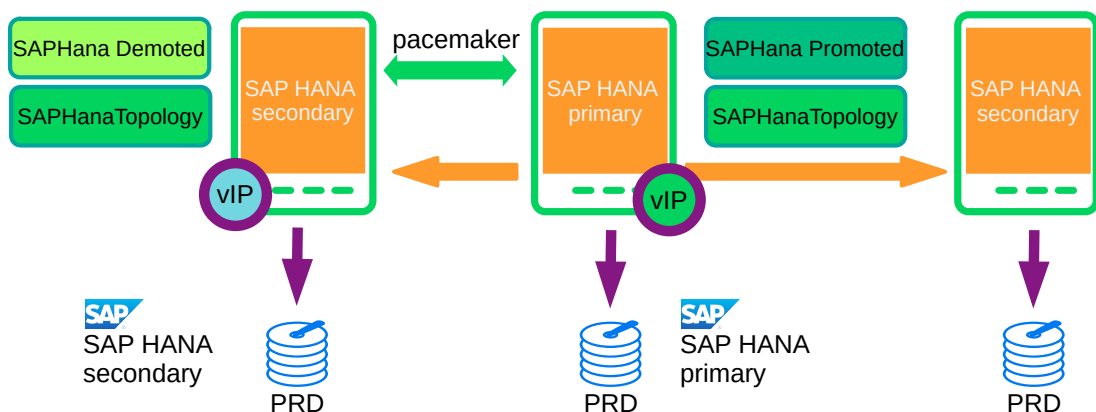 SAPHana Demoted
SAPHanaTopology
SAP HANA
secondary
vIP
pacemaker
SAP HANA
primary
vIP
SAPHana Promoted
SAPHanaTopology
SAP HANA
secondary
SAP
SAP HANA
secondary
PRD
PRD
SAP
SAP HANA
primary
PRD